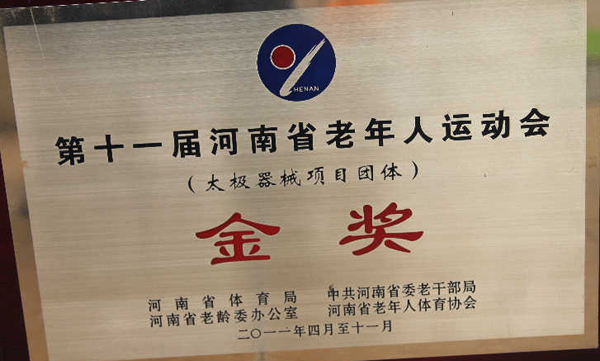 HENAN
第十一届河南省老年人运动会
(太极器械项目团体)
金奖
河南省体育局 中共河南省委老干部局
河南省老龄委办公室 河南省老年人体育协会
二〇一一年四月至十一月